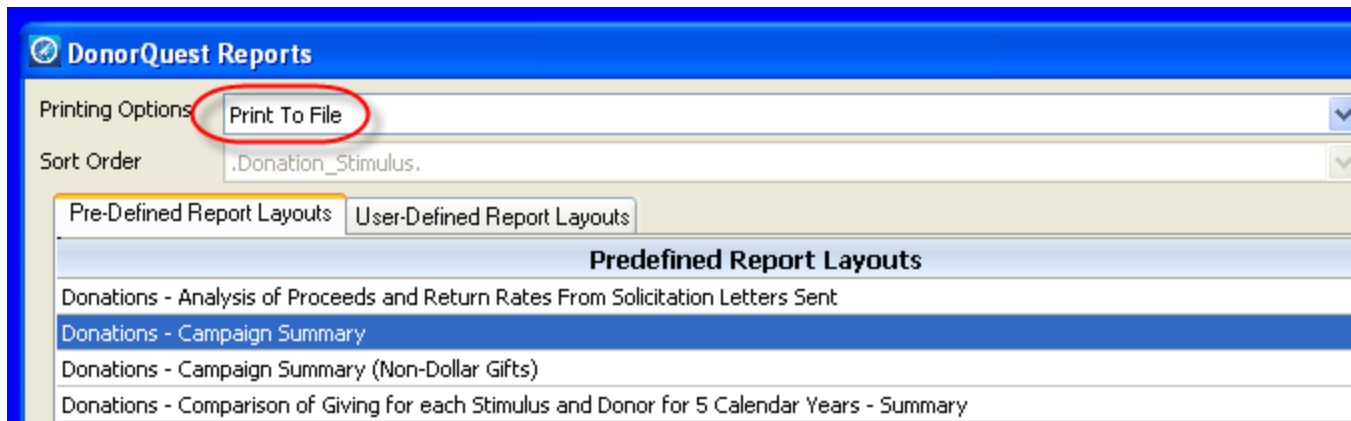 DonorQuest Reports
Printing Options Print To File
Sort Order .Donation_Stimulus.
Pre-Defined Report Layouts User-Defined Report Layouts
Predefined Report Layouts
Donations - Analysis of Proceeds and Return Rates From Solicitation Letters Sent
Donations - Campaign Summary
Donations - Campaign Summary (Non-Dollar Gifts)
Donations - Comparison of Giving for each Stimulus and Donor for 5 Calendar Years - Summary